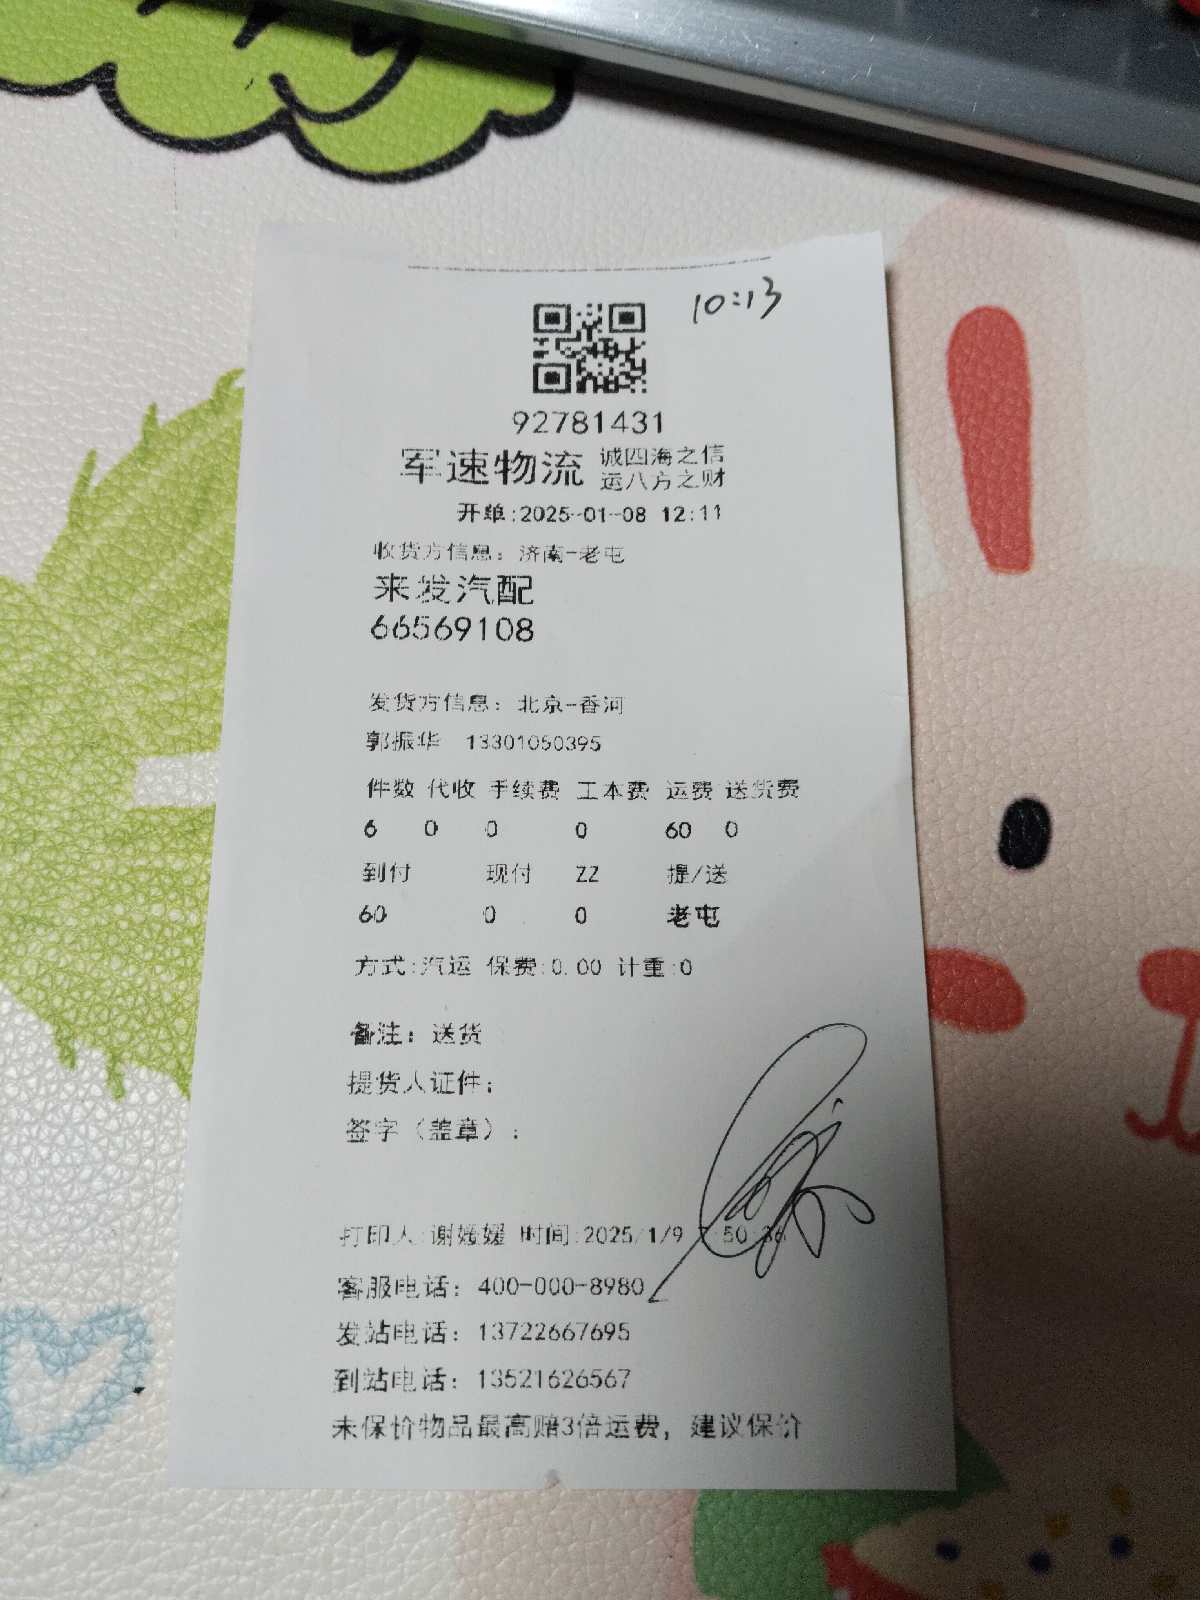 10:13
92781431
军速物流 诚四海之信
运八方之财
开单:2025-01-08 12:11
收货方信息：济南-老屯
来发汽配
66569108
发货方信息：北京-香河
郭振华 13301050395
件数 代收 手续费 工本费 运费 送货费
6 0 0 0 60 0
到付 现付 ZZ 提/送
60 0 0 老屯
方式:汽运 保费:0.00 计重:0
备注：送货
提货人证件：
签字（盖章）：
打印人:谢媛媛 时间:2025/1/9 7:50:36
客服电话：400-000-8980
发站电话：13722667695
到站电话：13521626567
未保价物品最高赔3倍运费，建议保价